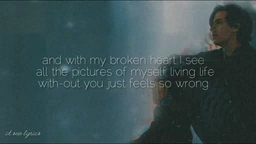 and with my broken heart I see
all the pictures of myself living life
with-out you just feels so wrong